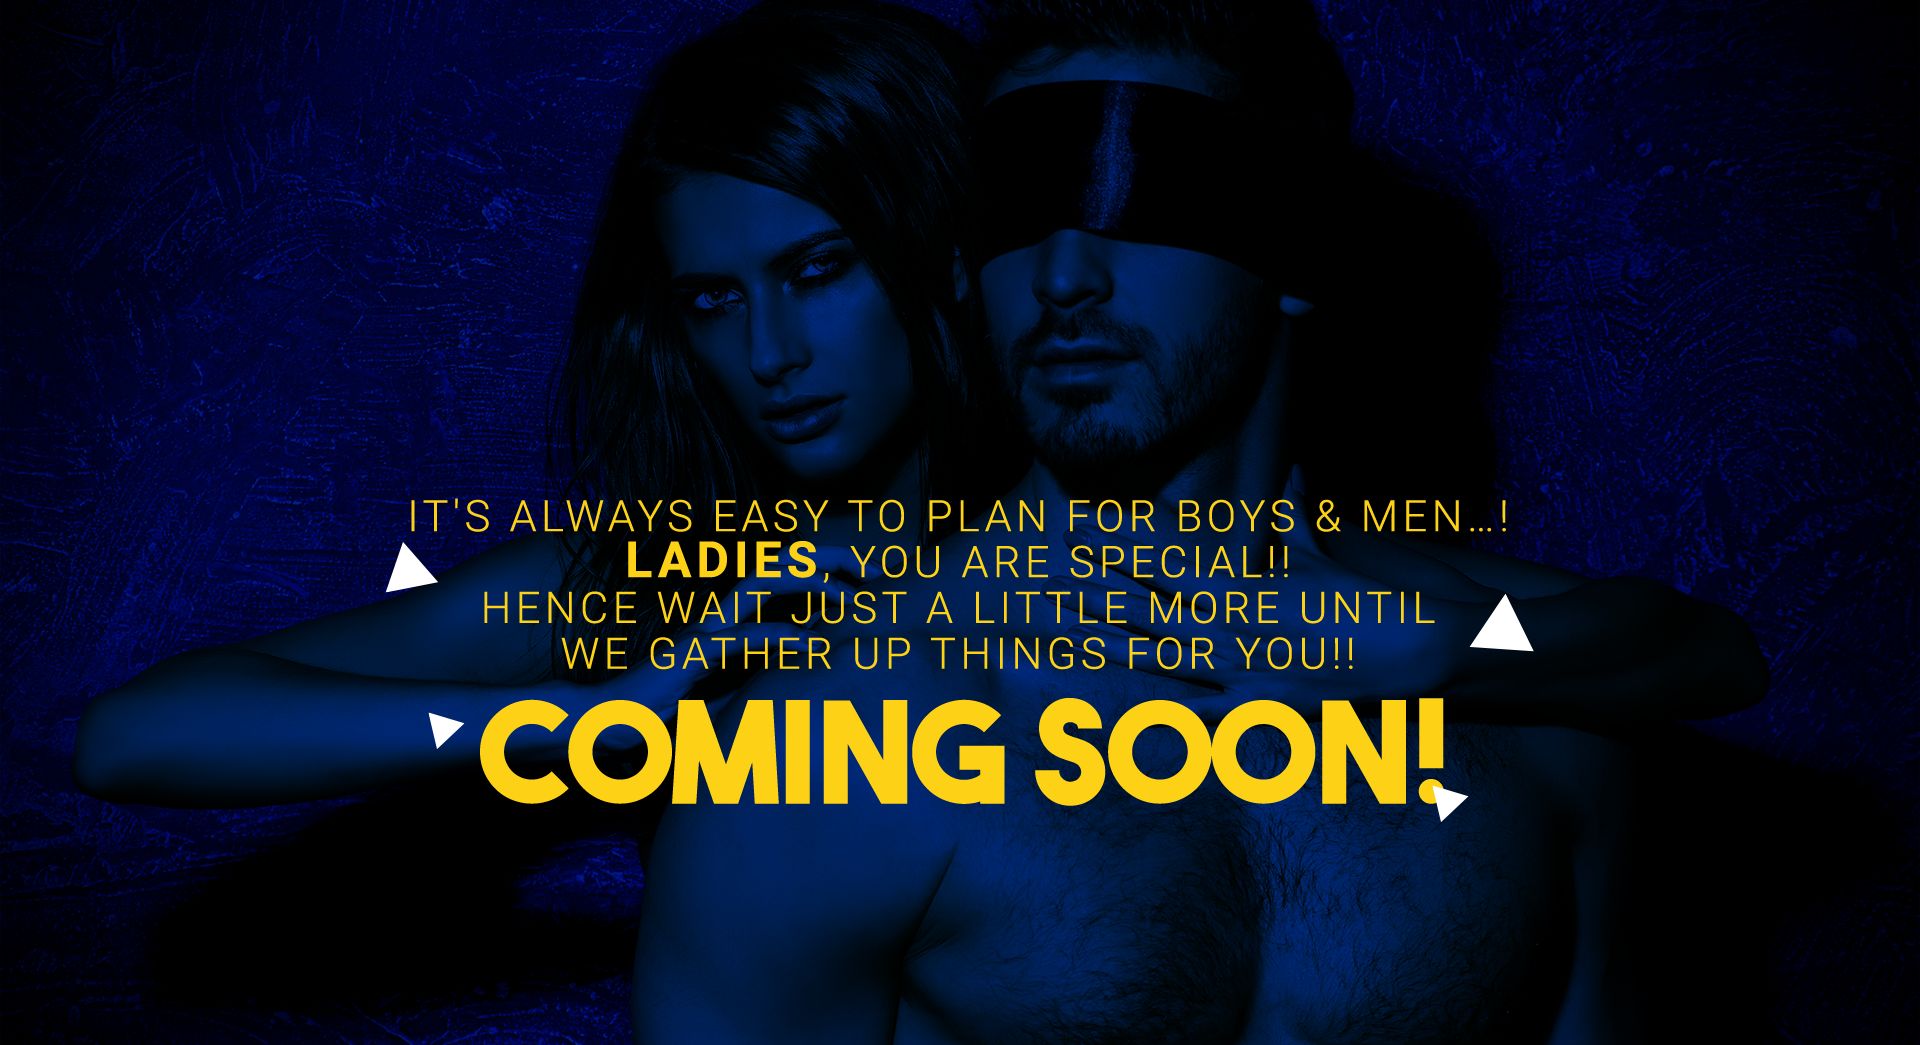 IT'S ALWAYS EASY TO PLAN FOR BOYS & MEN...!
LADIES, YOU ARE SPECIAL!!
HENCE WAIT JUST A LITTLE MORE UNTIL
WE GATHER UP THINGS FOR YOU!!
COMING SOON!